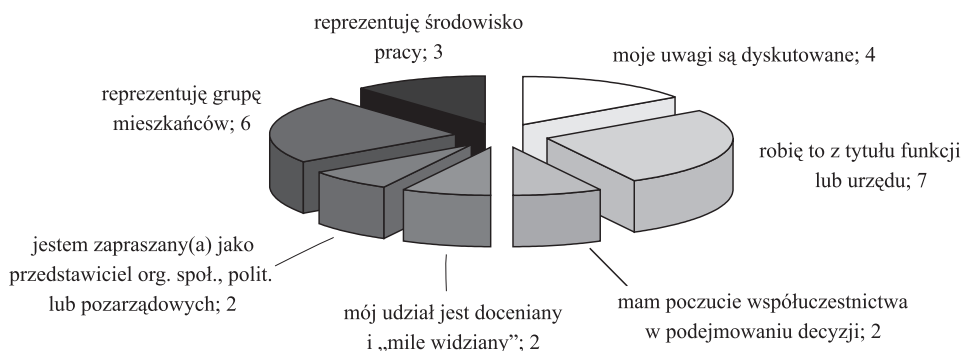 reprezentuję środowisko
pracy; 3
moje uwagi są dyskutowane; 4
reprezentuję grupę
mieszkańców; 6
robię to z tytułu funkcji
lub urzędu; 7
jestem zapraszany(a) jako
przedstawiciel org. społ., polit.
lub pozarządowych; 2
mój udział jest doceniany
i „mile widziany”; 2
mam poczucie współuczestnictwa
w podejmowaniu decyzji; 2